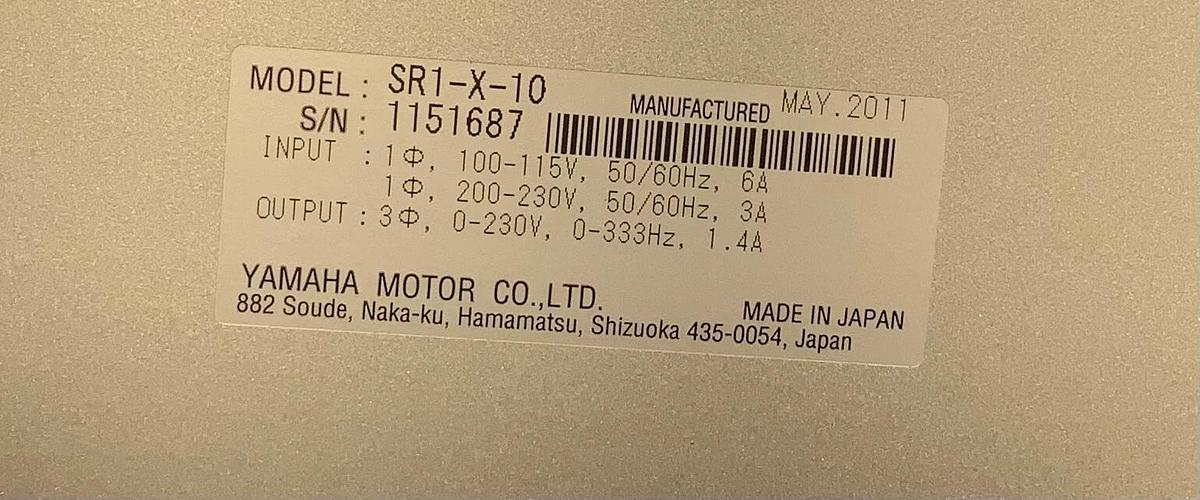 MODEL : SR1-X-10
MANUFACTURED MAY.2011
S/N : 1151687
INPUT : 1Φ, 100-115V, 50/60Hz, 6A
1Φ, 200-230V, 50/60Hz, 3A
OUTPUT : 3Φ, 0-230V, 0-333Hz, 1.4A
YAMAHA MOTOR CO.,LTD.
MADE IN JAPAN
882 Soude, Naka-ku, Hamamatsu, Shizuoka 435-0054, Japan